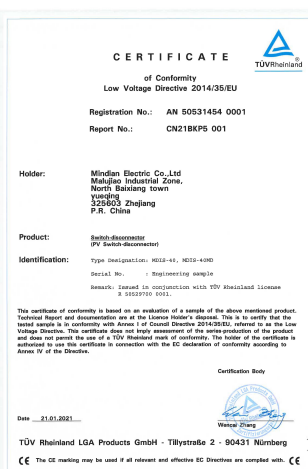 CERTIFICATE
TÜVRheinland®
of Conformity
Low Voltage Directive 2014/35/EU
Registration No.: AN 50531454 0001
Report No.: CN21BKP5 001
Holder: Mindian Electric Co.,Ltd
Malujiao Industrial Zone,
North Baixiang town
yueqing
325603 Zhejiang
P.R. China
Product: Switch-disconnector
(PV Switch-disconnector)
Identification: Type Designation: MDIS-40, MDIS-40MD
Serial No. : Engineering sample
Remark: Issued in conjunction with TÜV Rheinland license
R 50529700 0001.
This certificate of conformity is based on an evaluation of a sample of the above mentioned product.
Technical Report and documentation are at the Licence Holder's disposal. This is to certify that the
tested sample is in conformity with Annex I of Council Directive 2014/35/EU, referred to as the Low
Voltage Directive. This certificate does not imply assessment of the series-production of the product
and does not permit the use of a TÜV Rheinland mark of conformity. The holder of the certificate is
authorized to use this certificate in connection with the EC declaration of conformity according to
Annex IV of the Directive.
Certification Body
Date 21.01.2021
Wancai Zhang
TÜV Rheinland LGA Products GmbH - Tillystraße 2 - 90431 Nürnberg
CE The CE marking may be used if all relevant and effective EC Directives are complied with. CE